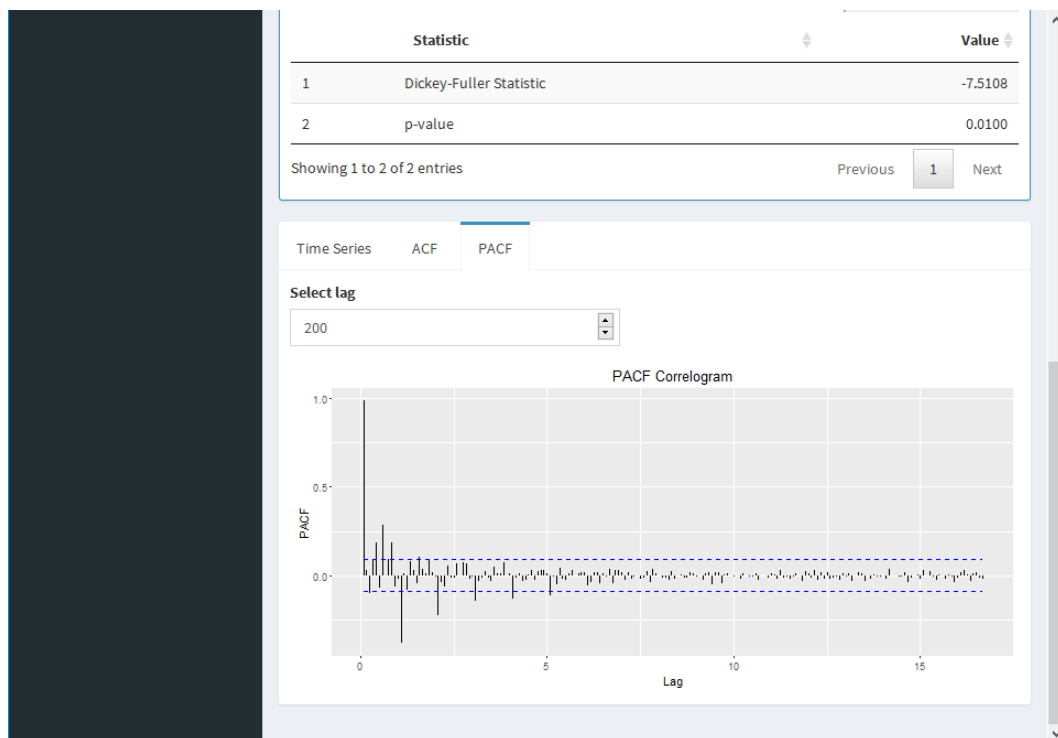 Statistic Value
1 Dickey-Fuller Statistic -7.5108
2 p-value 0.0100
Showing 1 to 2 of 2 entries Previous 1 Next
Time Series ACF PACF
Select lag
200
PACF Correlogram
1.0
0.5
0.0
PACF
0 5 10 15
Lag